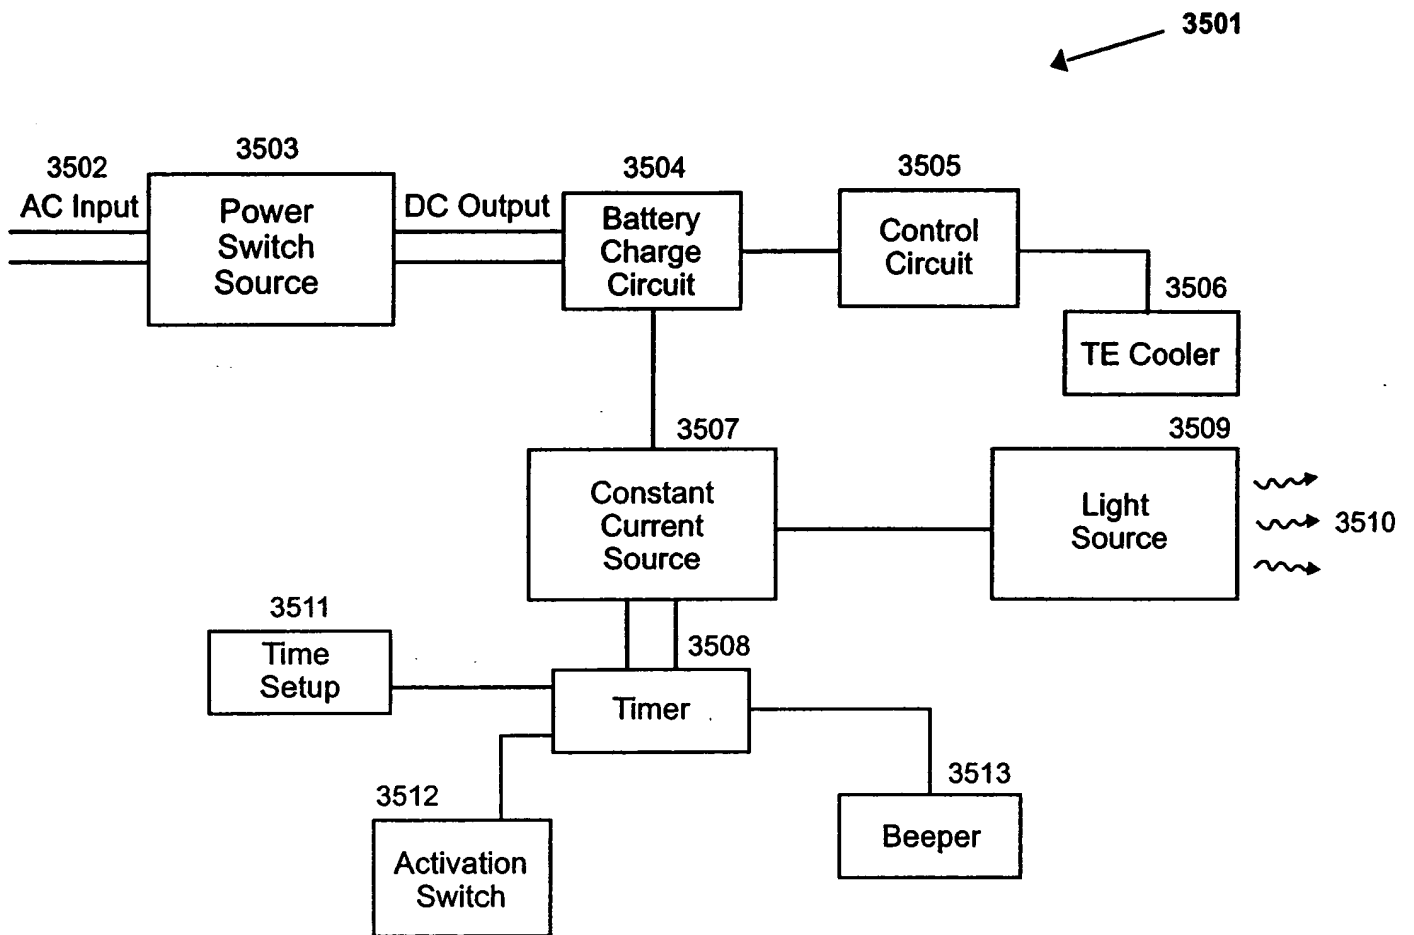 3501
3502
AC Input
3503
Power
Switch
Source
DC Output
3504
Battery
Charge
Circuit
3505
Control
Circuit
3506
TE Cooler
3507
Constant
Current
Source
3509
Light
Source
3510
3511
Time
Setup
3508
Timer
3512
Activation
Switch
3513
Beeper